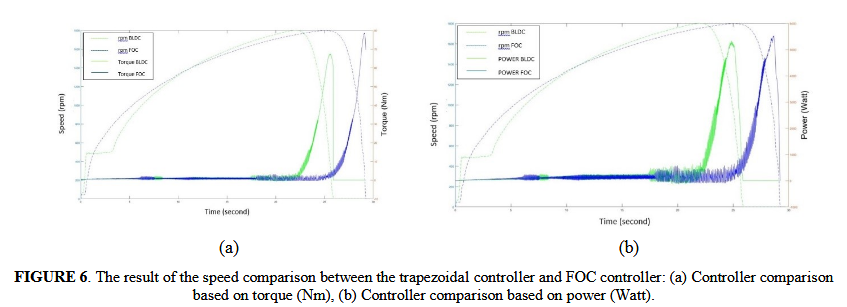 rpm BLDC
rpm FOC
Torque BLDC
Torque FOC
Speed (rpm)
Torque (Nm)
Time (second)
(a)
rpm BLDC
rpm FOC
POWER BLDC
POWER FOC
Speed (rpm)
Power (Watt)
Time (second)
(b)
FIGURE 6. The result of the speed comparison between the trapezoidal controller and FOC controller: (a) Controller comparison
based on torque (Nm), (b) Controller comparison based on power (Watt).